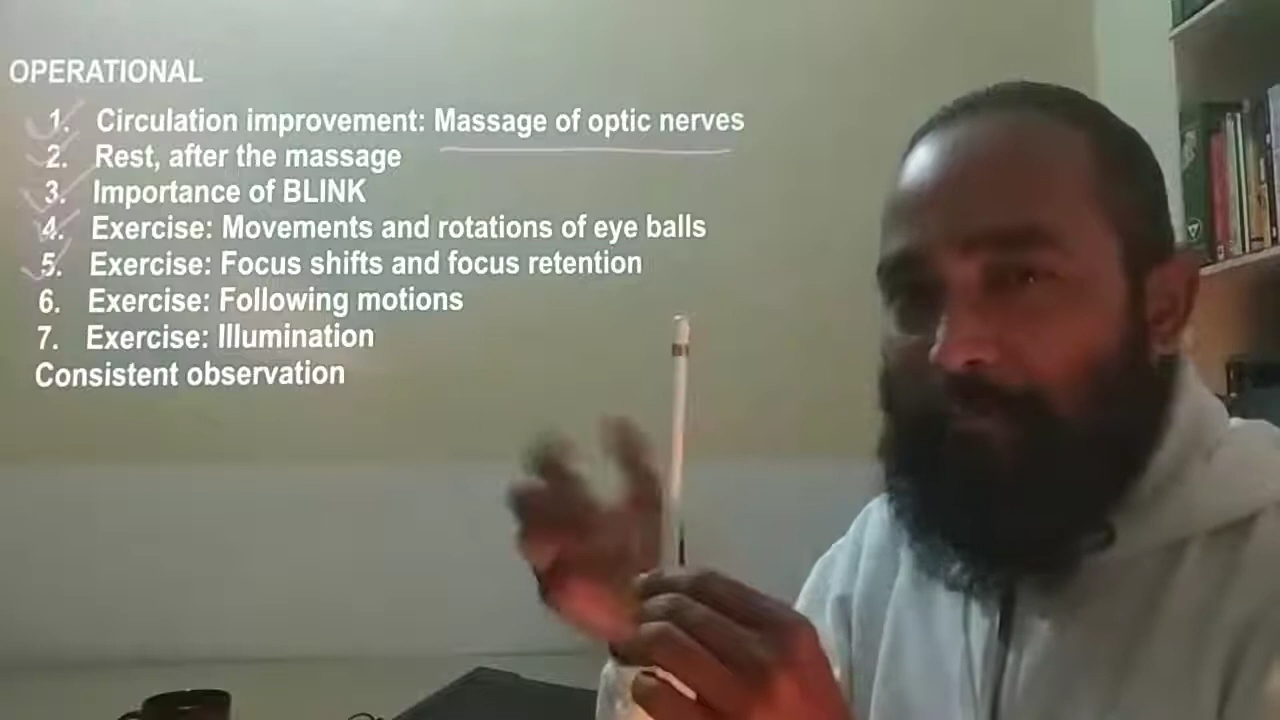 OPERATIONAL
1. Circulation improvement: Massage of optic nerves
2. Rest, after the massage
3. Importance of BLINK
4. Exercise: Movements and rotations of eye balls
5. Exercise: Focus shifts and focus retention
6. Exercise: Following motions
7. Exercise: Illumination
Consistent observation